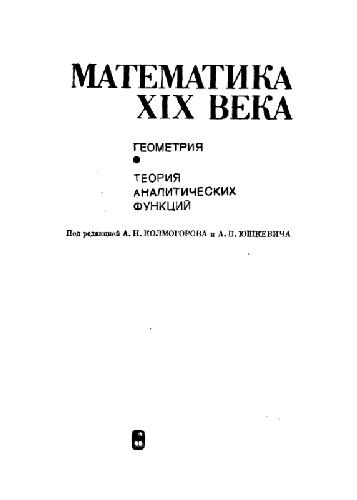 МАТЕМАТИКА
XIX ВЕКА
ГЕОМЕТРИЯ
ТЕОРИЯ
АНАЛИТИЧЕСКИХ
ФУНКЦИЙ
Под редакцией А. Н. КОЛМОГОРОВА и А. П. ЮШКЕВИЧА